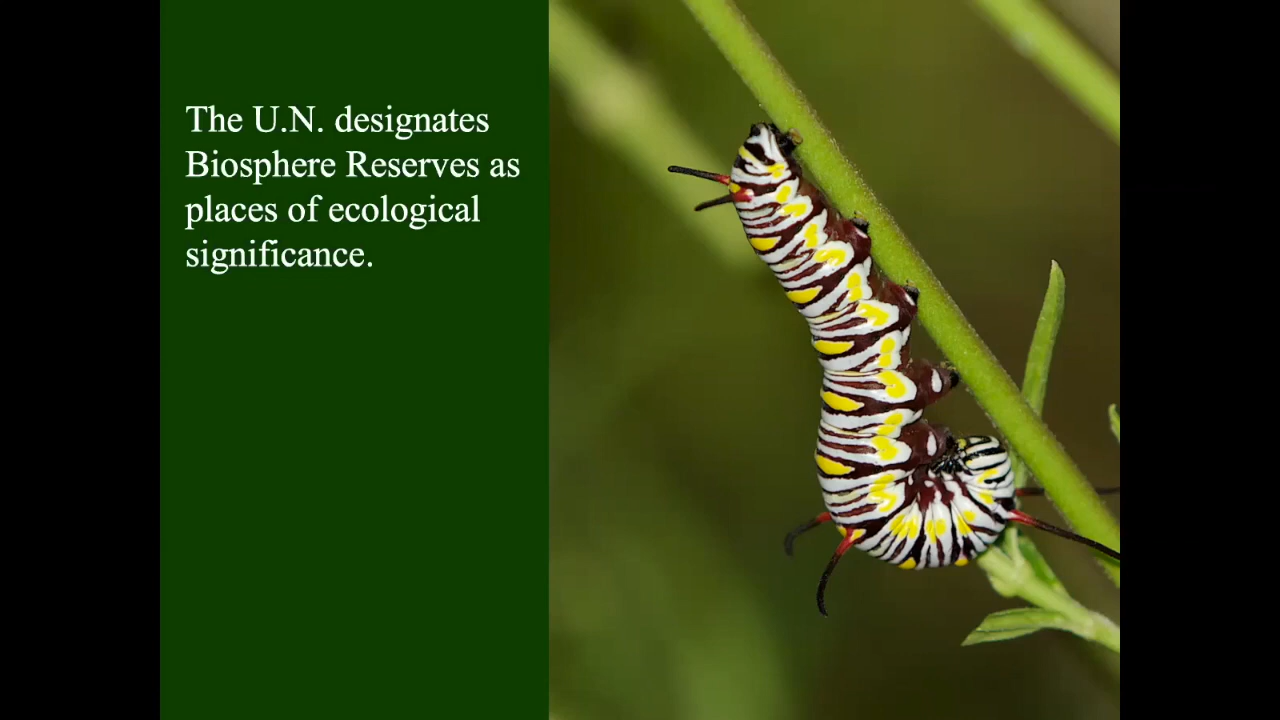 The U.N. designates
Biosphere Reserves as
places of ecological
significance.